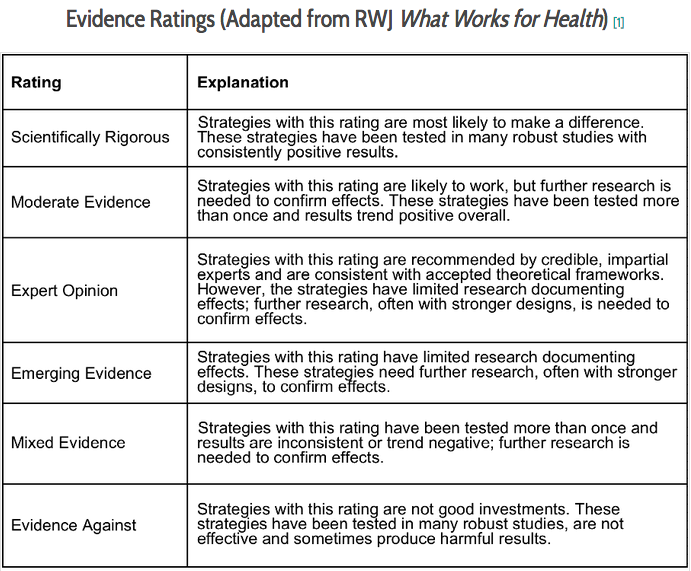 Evidence Ratings (Adapted from RWJ What Works for Health) [1]
Rating
Explanation
Scientifically Rigorous
Strategies with this rating are most likely to make a difference.
These strategies have been tested in many robust studies with
consistently positive results.
Moderate Evidence
Strategies with this rating are likely to work, but further research is
needed to confirm effects. These strategies have been tested more
than once and results trend positive overall.
Expert Opinion
Strategies with this rating are recommended by credible, impartial
experts and are consistent with accepted theoretical frameworks.
However, the strategies have limited research documenting
effects; further research, often with stronger designs, is needed to
confirm effects.
Emerging Evidence
Strategies with this rating have limited research documenting
effects. These strategies need further research, often with stronger
designs, to confirm effects.
Mixed Evidence
Strategies with this rating have been tested more than once and
results are inconsistent or trend negative; further research is
needed to confirm effects.
Evidence Against
Strategies with this rating are not good investments. These
strategies have been tested in many robust studies, are not
effective and sometimes produce harmful results.